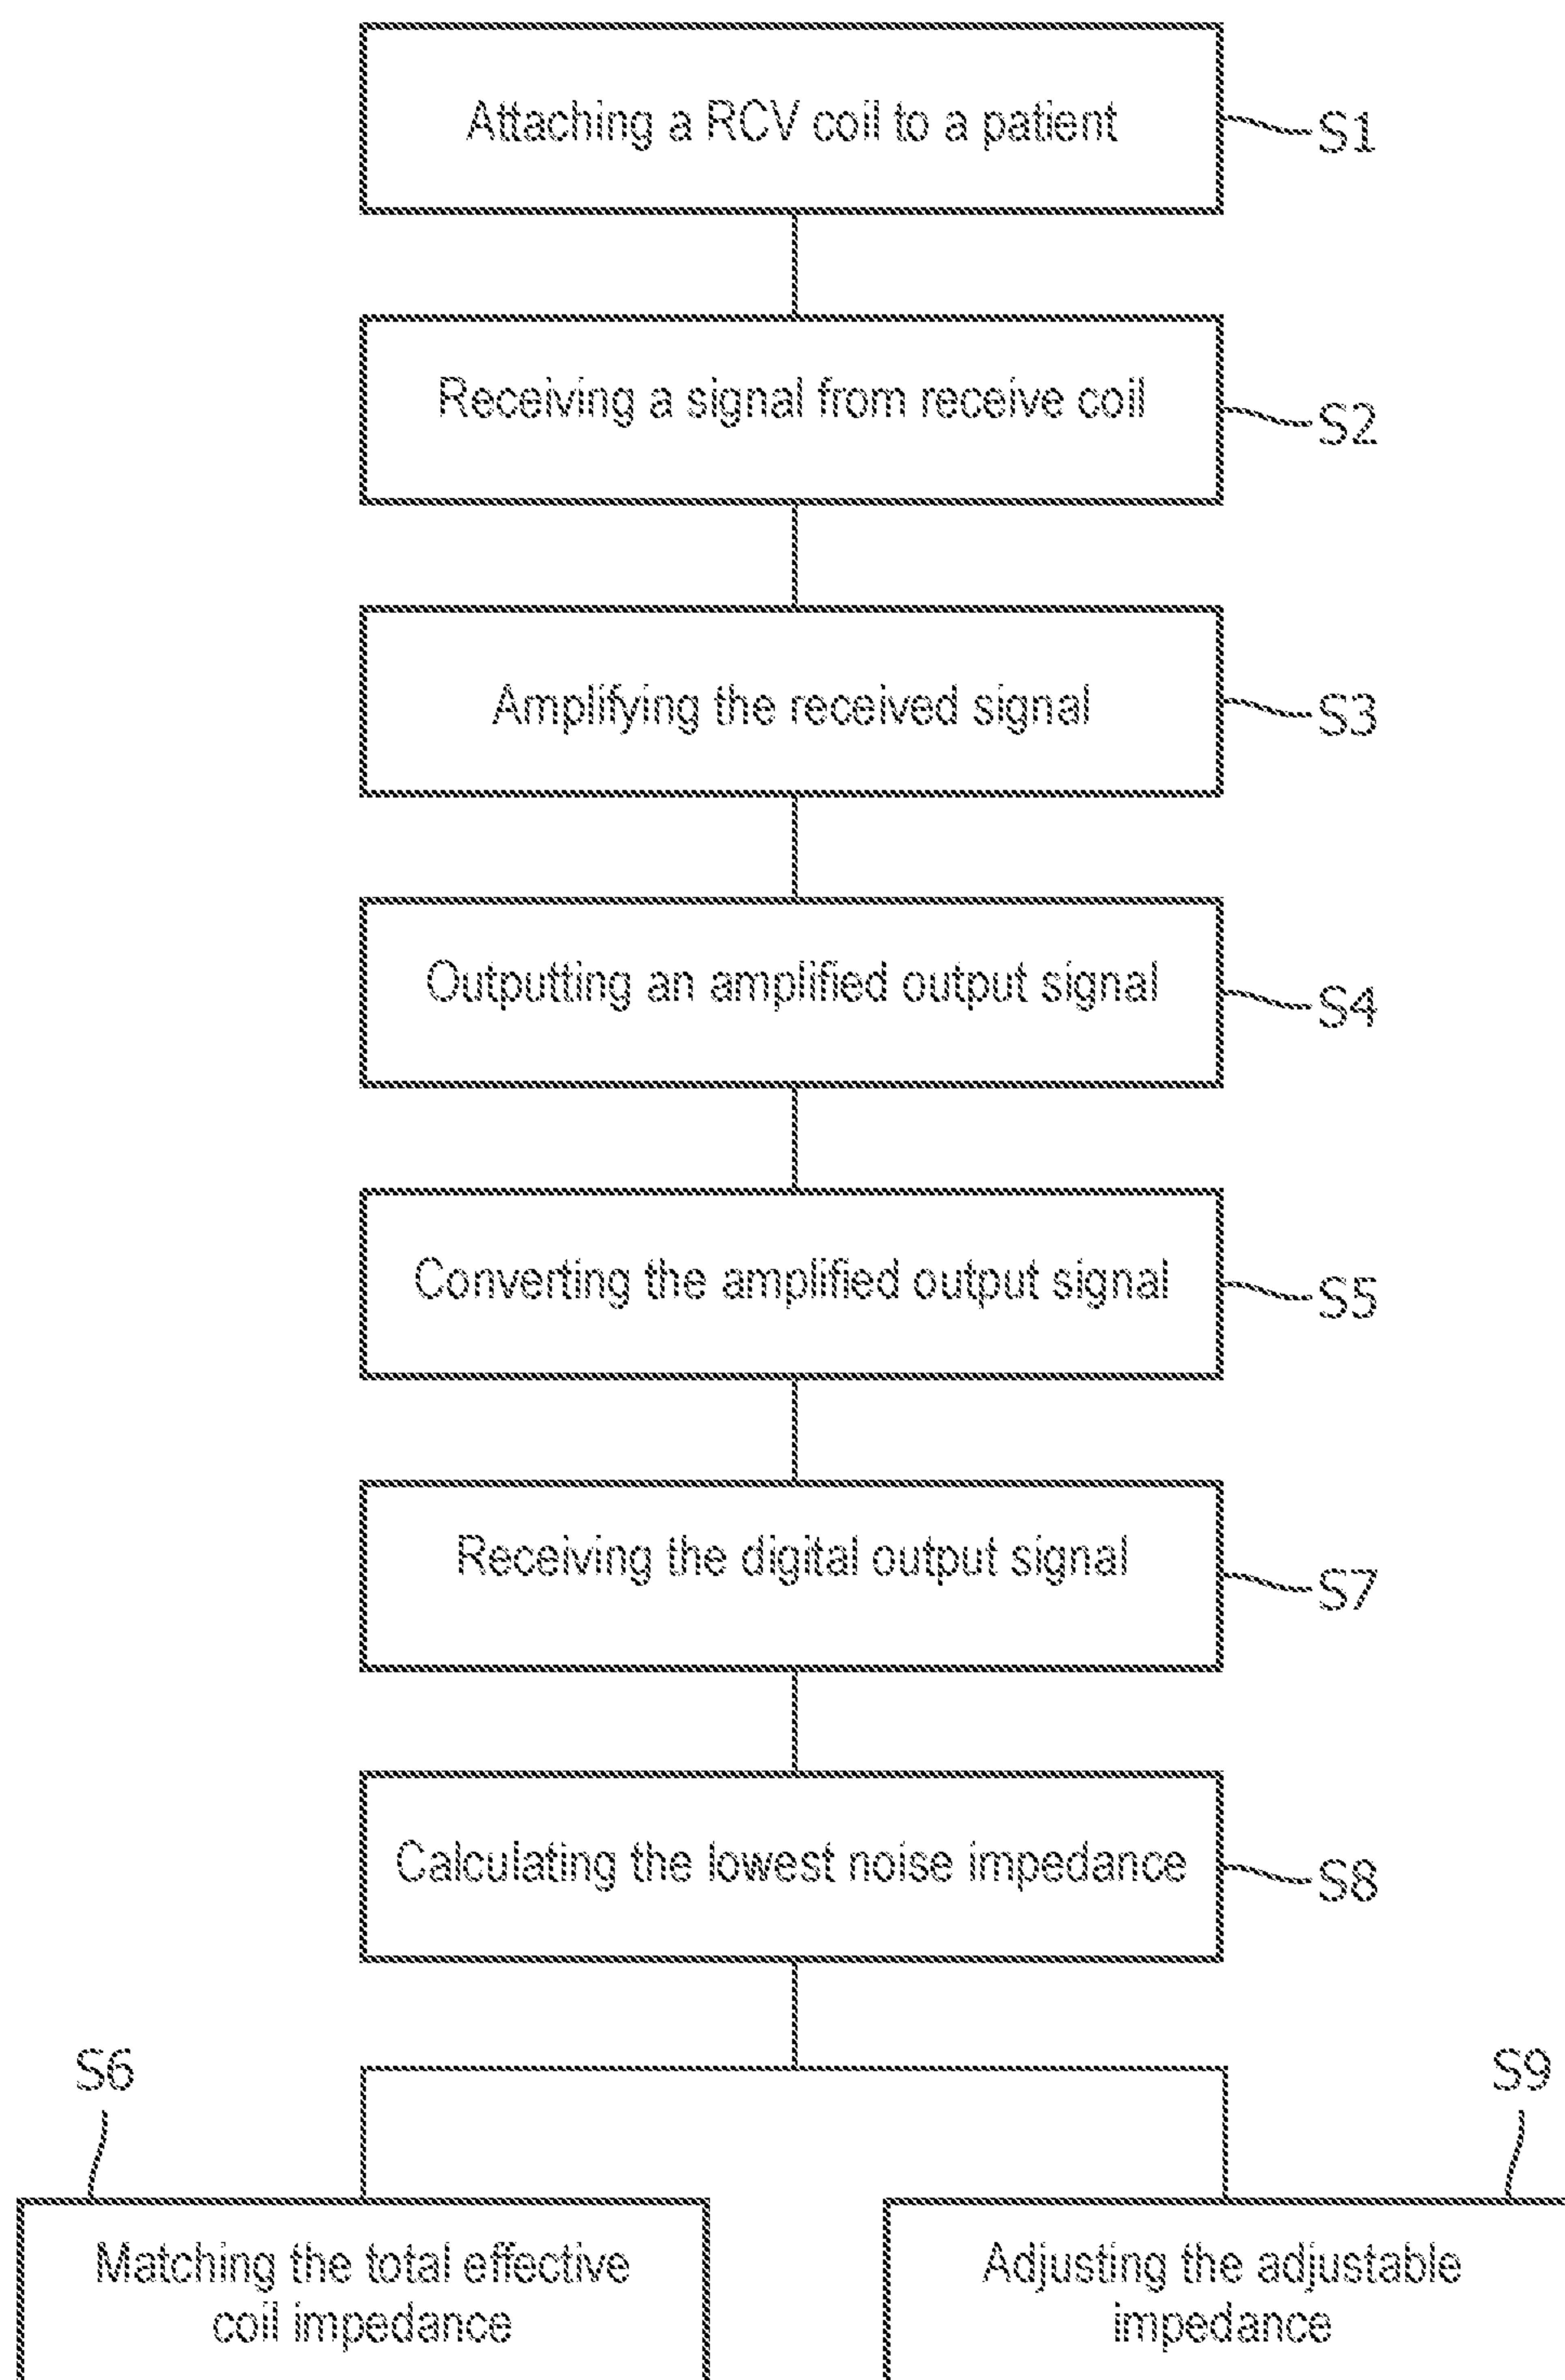 Attaching a RCV coil to a patient
S1
Receiving a signal from receive coil
S2
Amplifying the received signal
S3
Outputting an amplified output signal
S4
Converting the amplified output signal
S5
Receiving the digital output signal
S7
Calculating the lowest noise impedance
S8
S6
S9
Matching the total effective
coil impedance
Adjusting the adjustable
impedance